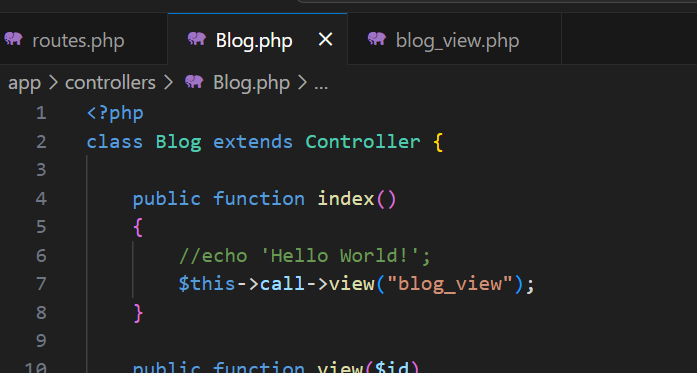 routes.php Blog.php × blog_view.php
app > controllers > Blog.php > ...
1 <?php
2 class Blog extends Controller {
3
4 public function index()
5 {
6 //echo 'Hello World!';
7 $this->call->view("blog_view");
8 }
9
10 public function view($id)